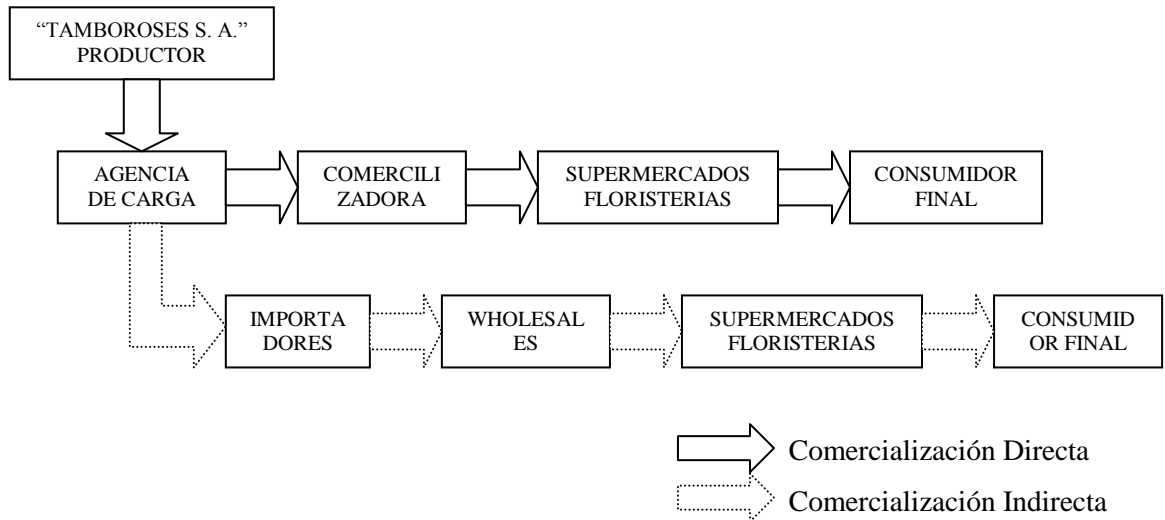 “TAMBOROSES S. A.”
PRODUCTOR
AGENCIA
DE CARGA
COMERCILI
ZADORA
SUPERMERCADOS
FLORISTERIAS
CONSUMIDOR
FINAL
IMPORTA
DORES
WHOLESAL
ES
SUPERMERCADOS
FLORISTERIAS
CONSUMID
OR FINAL
Comercialización Directa
Comercialización Indirecta